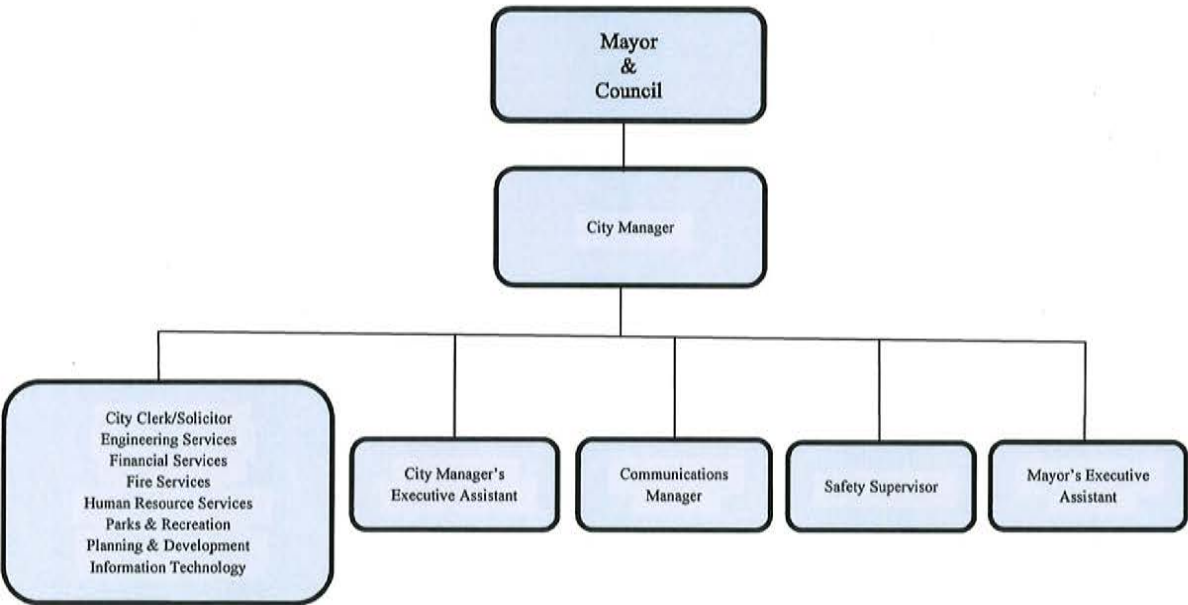 Mayor
&
Council
City Manager
City Clerk/Solicitor
Engineering Services
Financial Services
Fire Services
Human Resource Services
Parks & Recreation
Planning & Development
Information Technology
City Manager's
Executive Assistant
Communications
Manager
Safety Supervisor
Mayor's Executive
Assistant